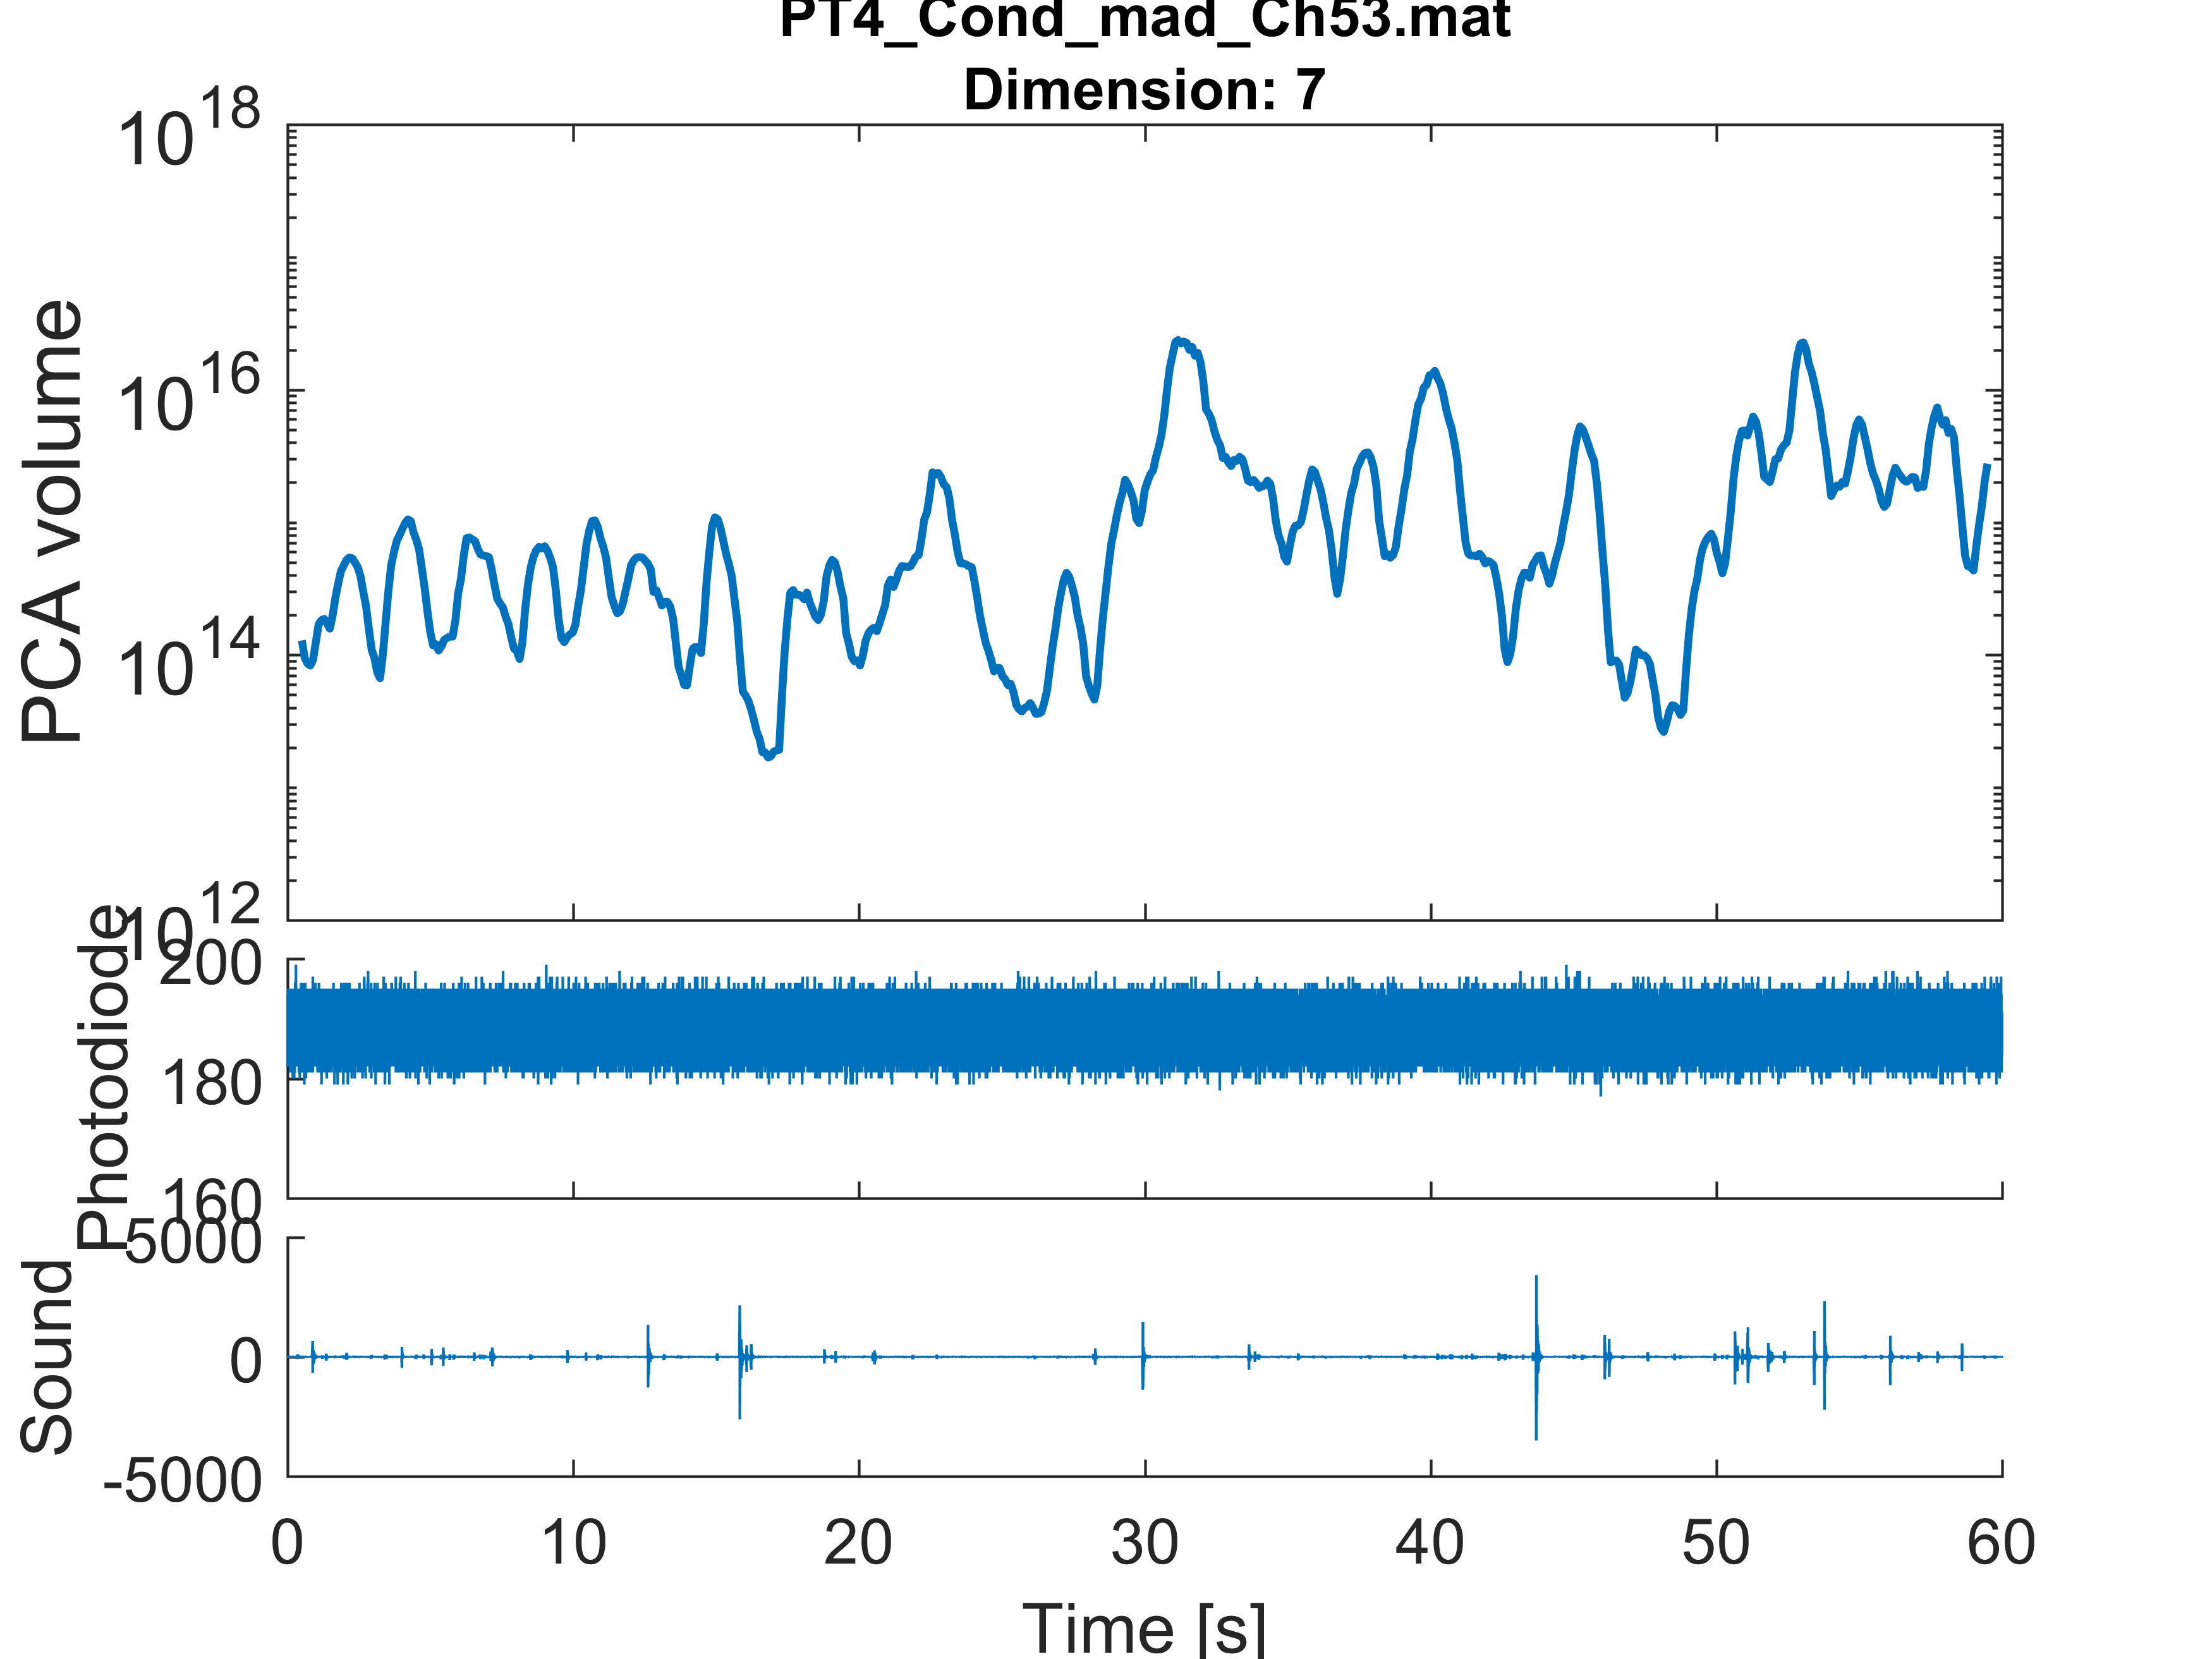 PT4_Cond_mad_Ch53.mat
Dimension: 7
PCA volume
10^18
10^16
10^14
10^12
Photodiode
200
180
160
Sound
5000
0
-5000
0 10 20 30 40 50 60
Time [s]